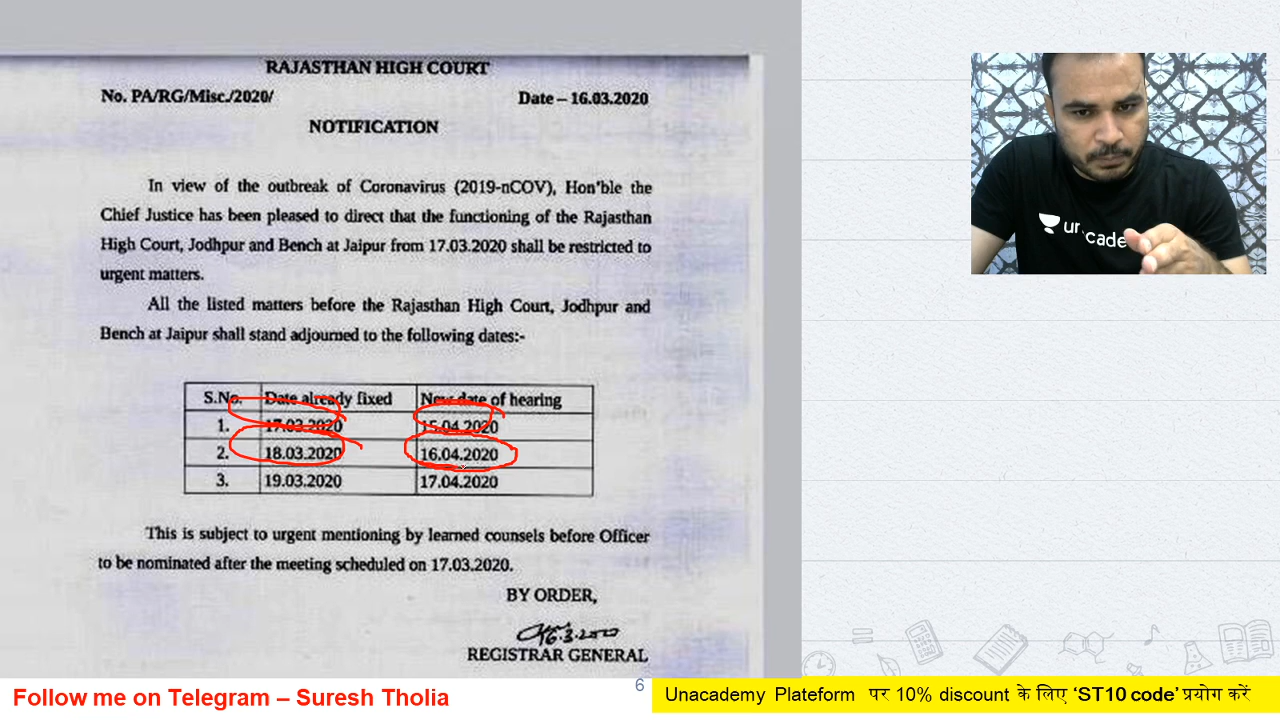 RAJASTHAN HIGH COURT
No. PA/RG/Misc./2020/ Date – 16.03.2020
NOTIFICATION
In view of the outbreak of Coronavirus (2019-nCOV), Hon'ble the
Chief Justice has been pleased to direct that the functioning of the Rajasthan
High Court, Jodhpur and Bench at Jaipur from 17.03.2020 shall be restricted to
urgent matters.
All the listed matters before the Rajasthan High Court, Jodhpur and
Bench at Jaipur shall stand adjourned to the following dates:-
S.No. Date already fixed New date of hearing
1. 17.03.2020 15.04.2020
2. 18.03.2020 16.04.2020
3. 19.03.2020 17.04.2020
This is subject to urgent mentioning by learned counsels before Officer
to be nominated after the meeting scheduled on 17.03.2020.
BY ORDER,
16.3.2020
REGISTRAR GENERAL
6
Follow me on Telegram – Suresh Tholia
Unacademy Plateform पर 10% discount के लिए ‘ST10 code’ प्रयोग करें